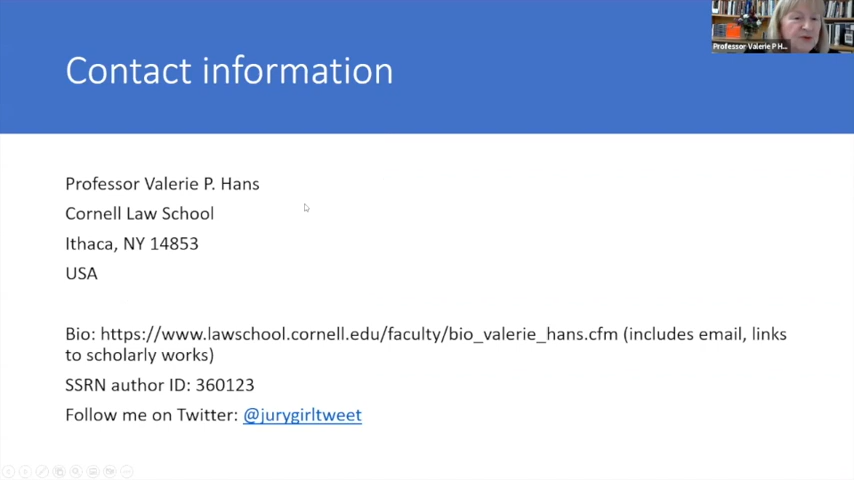 Professor Valerie P H...
Contact information
Professor Valerie P. Hans
Cornell Law School
Ithaca, NY 14853
USA
Bio: https://www.lawschool.cornell.edu/faculty/bio_valerie_hans.cfm (includes email, links
to scholarly works)
SSRN author ID: 360123
Follow me on Twitter: @jurygirltweet